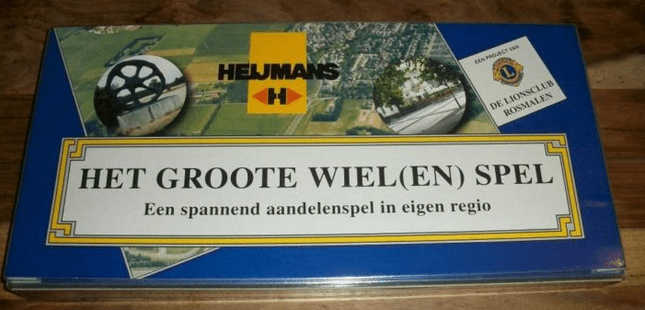 HEIJMANS
H
EEN PROJECT VAN
L
DE LIONSCLUB
ROSMALEN
HET GROOTE WIEL(EN) SPEL
Een spannend aandelenspel in eigen regio